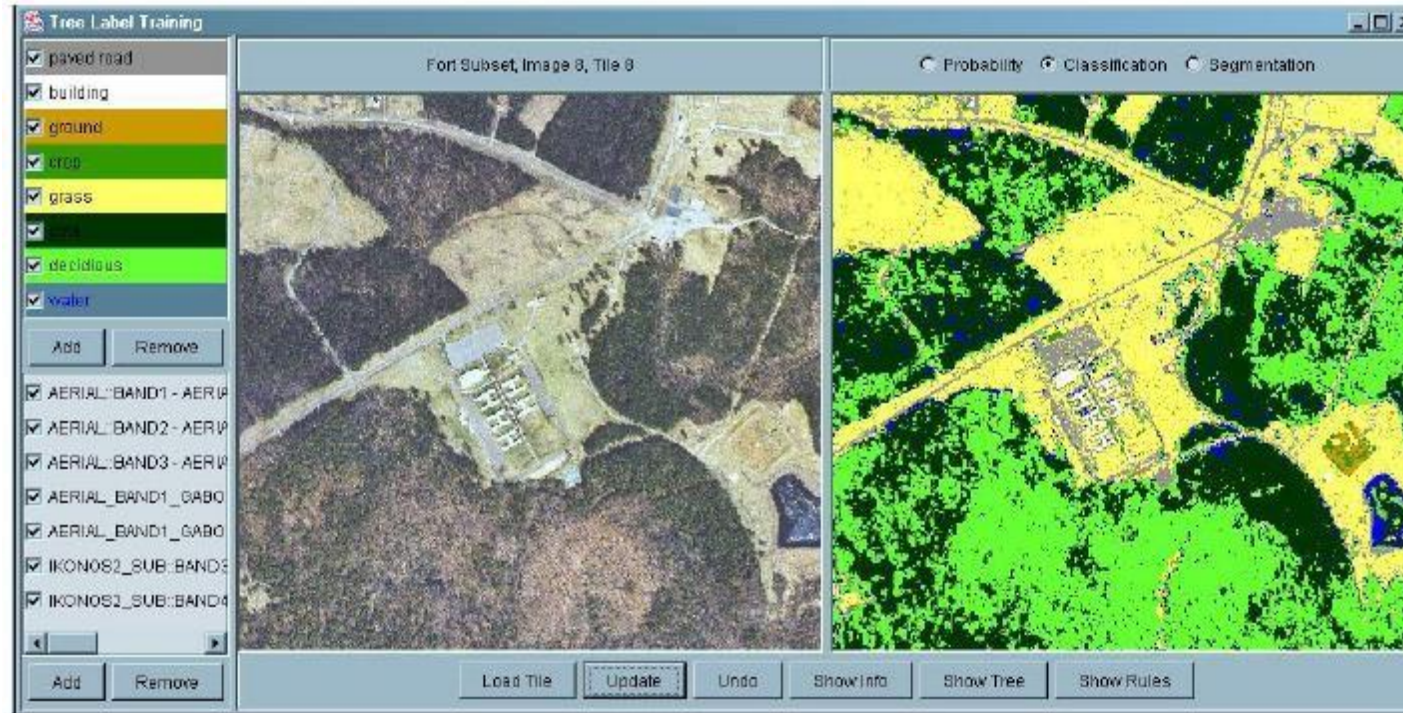 Tree Label Training
paved road
building
ground
crop
grass
decidious
water
Add Remove
AERIAL::BAND1 - AERIA
AERIAL::BAND2 - AERIA
AERIAL::BAND3 - AERIA
AERIAL_BAND1_GABO
AERIAL_BAND1_GABO
IKONOS2_SUB::BAND3
IKONOS2_SUB::BAND4
Add Remove
Fort Subset, Image 8, Tile 8
Probability Classification Segmentation
Load Tile Update Undo Show Info Show Tree Show Rules